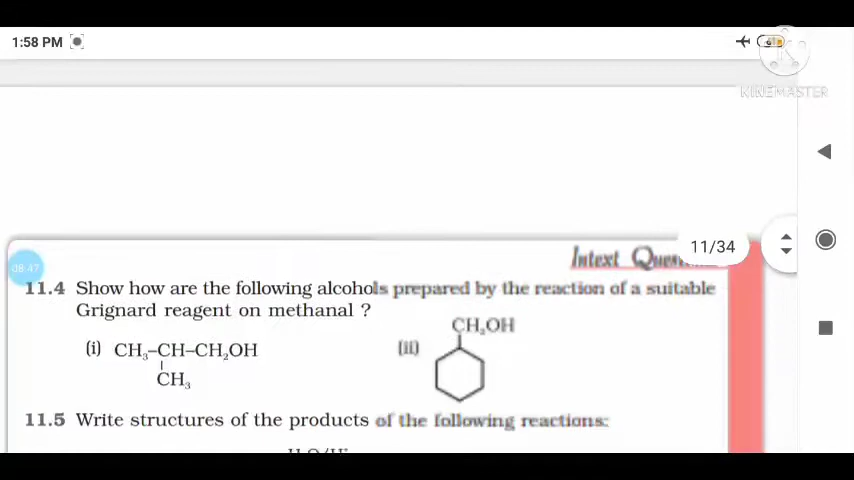 1:58 PM
KINEMASTER
11/34
Intext
08:47
11.4 Show how are the following alcohols prepared by the reaction of a suitable
Grignard reagent on methanal ?
(i) CH₃–CH–CH₂OH
CH₃
(ii) CH₂OH
11.5 Write structures of the products of the following reactions: